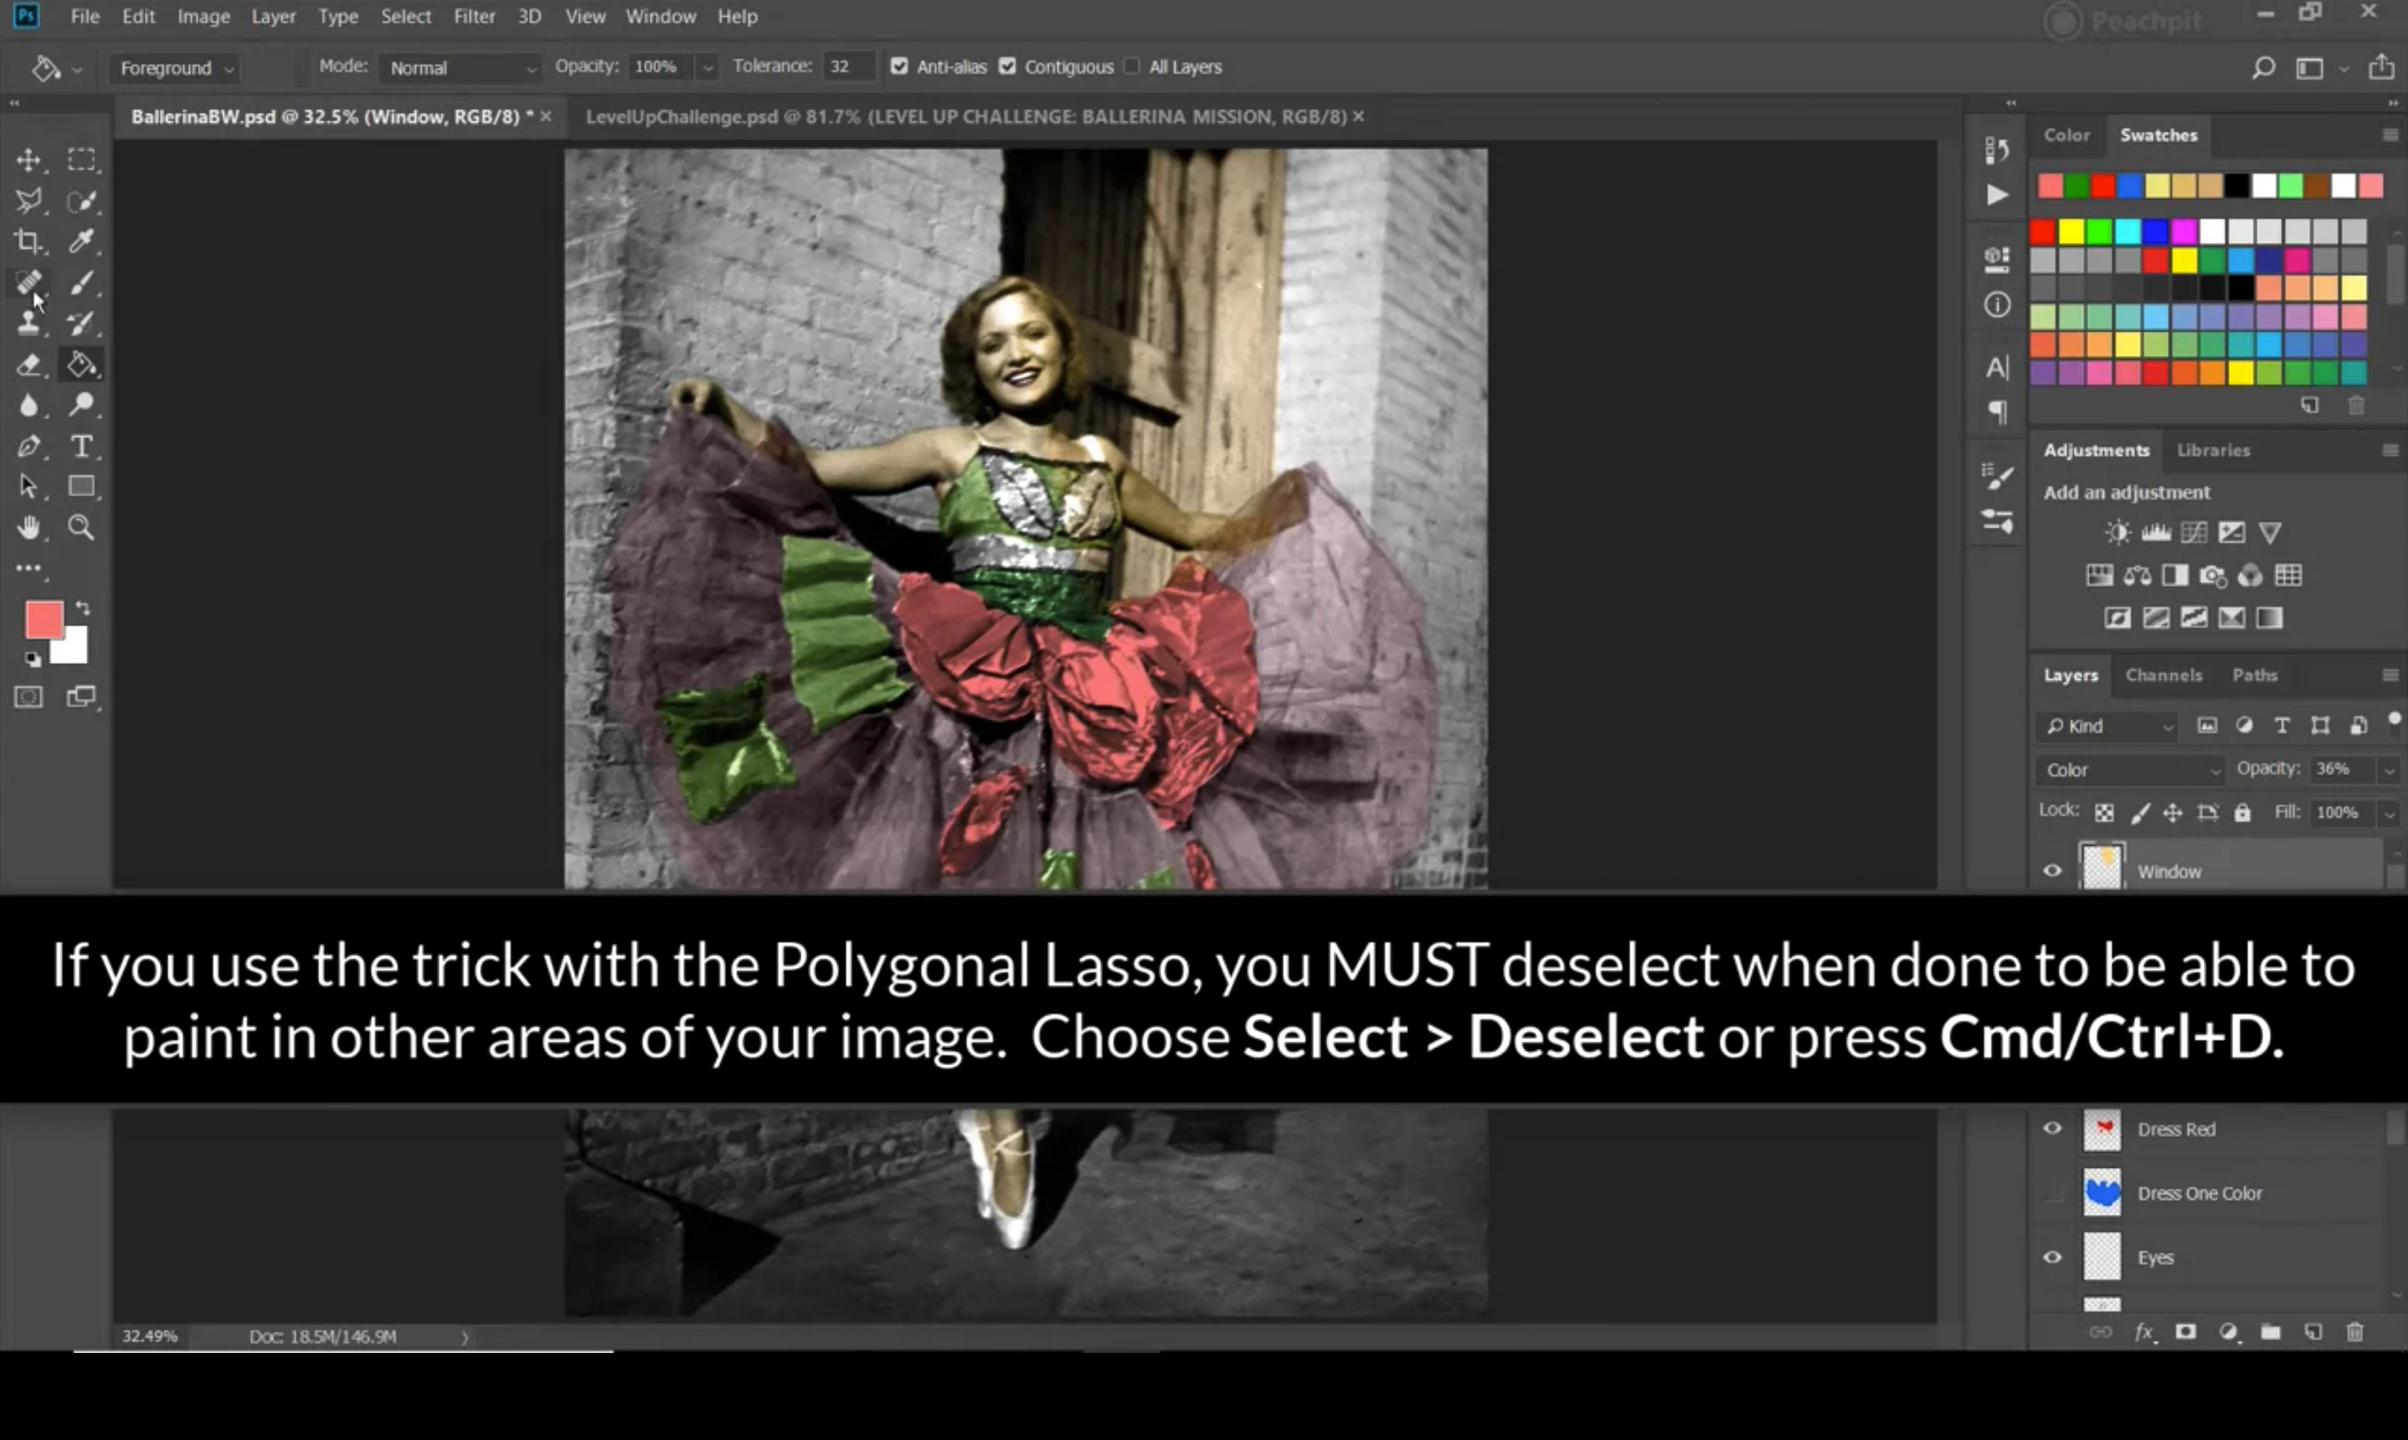 Ps File Edit Image Layer Type Select Filter 3D View Window Help Peachpit
Foreground Mode: Normal Opacity: 100% Tolerance: 32 Anti-alias Contiguous All Layers
BallerinaBW.psd @ 32.5% (Window, RGB/8) * × LevelUpChallenge.psd @ 81.7% (LEVEL UP CHALLENGE: BALLERINA MISSION, RGB/8) ×
Color Swatches
Adjustments Libraries
Add an adjustment
Layers Channels Paths
Kind
Color Opacity: 36%
Lock: Fill: 100%
Window
If you use the trick with the Polygonal Lasso, you MUST deselect when done to be able to
paint in other areas of your image. Choose Select > Deselect or press Cmd/Ctrl+D.
Dress Red
Dress One Color
Eyes
32.49% Doc: 18.5M/146.9M